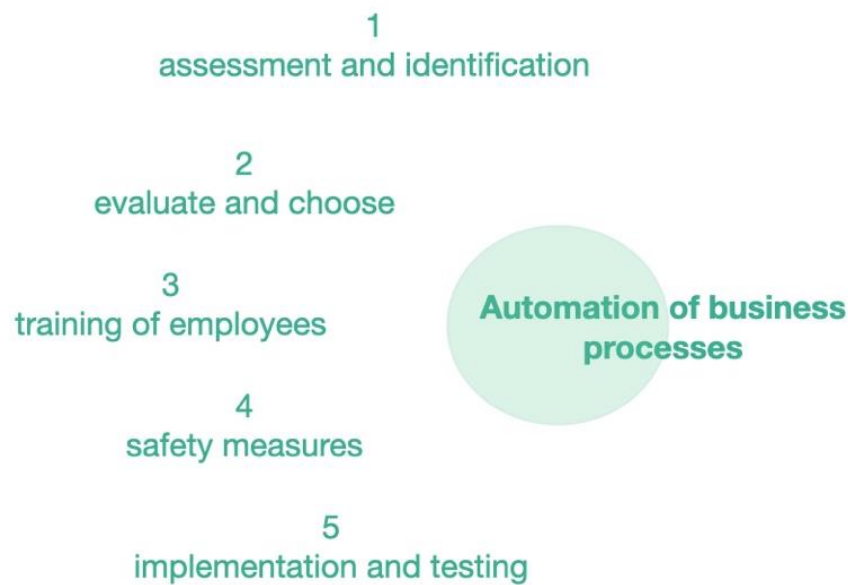 1
assessment and identification
2
evaluate and choose
3
training of employees
Automation of business
processes
4
safety measures
5
implementation and testing